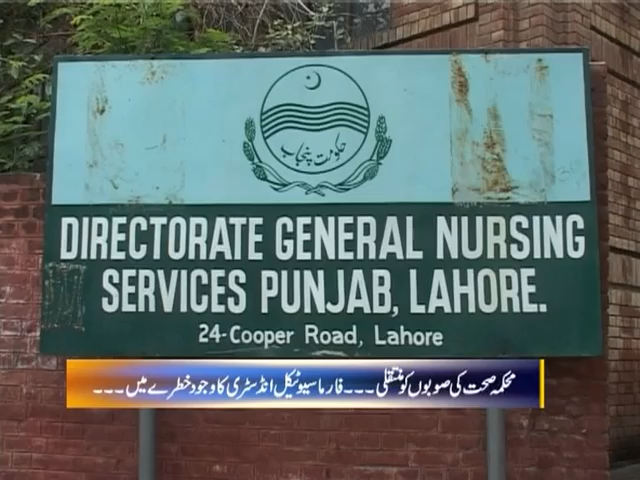 حکومت پنجاب
DIRECTORATE GENERAL NURSING
SERVICES PUNJAB, LAHORE.
24-Cooper Road, Lahore
محکمہ صحت کی صوبوں کو منتقلی ۔۔۔ فارماسیوٹیکل انڈسٹری کا وجود خطرے میں ۔۔۔